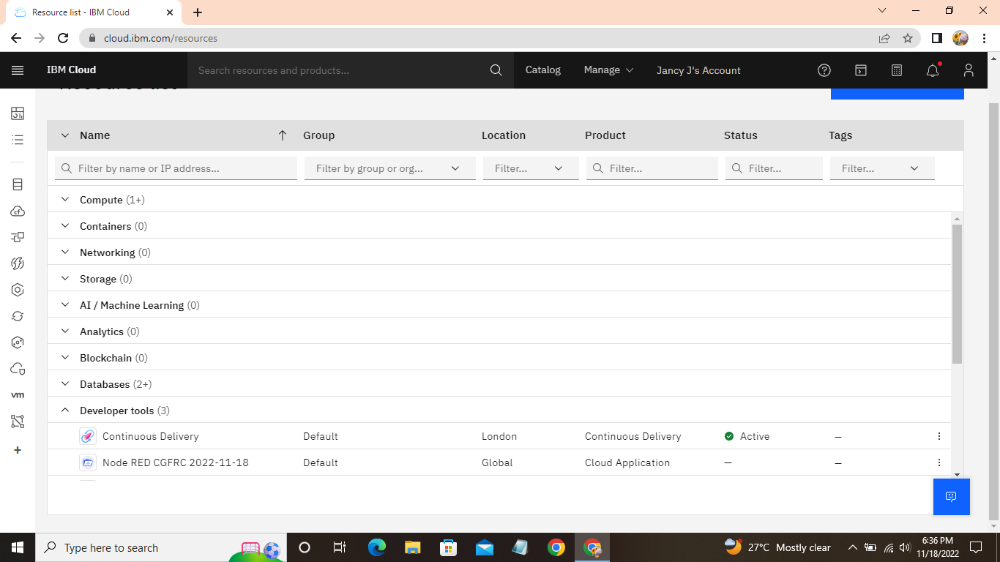 Resource list - IBM Cloud
cloud.ibm.com/resources
IBM Cloud
Search resources and products...
Catalog
Manage
Jancy J's Account
Resource list
Name
Group
Location
Product
Status
Tags
Filter by name or IP address...
Filter by group or org...
Filter...
Filter...
Filter...
Filter...
Compute (1+)
Containers (0)
Networking (0)
Storage (0)
AI / Machine Learning (0)
Analytics (0)
Blockchain (0)
Databases (2+)
Developer tools (3)
Continuous Delivery Default London Continuous Delivery Active –
Node RED CGFRC 2022-11-18 Default Global Cloud Application – –
cf
vm
Type here to search
27°C Mostly clear
6:36 PM
11/18/2022